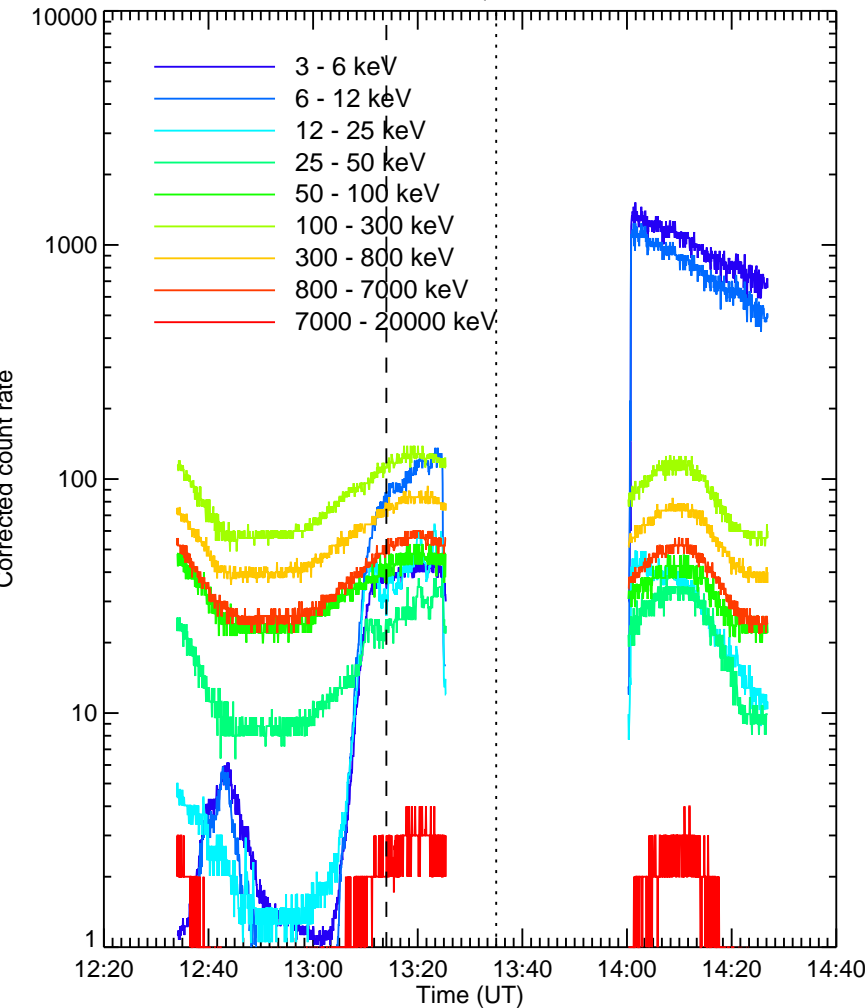 10000
3 - 6 keV
6 - 12 keV
12 - 25 keV
25 - 50 keV
50 - 100 keV
100 - 300 keV
300 - 800 keV
800 - 7000 keV
7000 - 20000 keV
1000
100
10
1
Corrected count rate
12:20 12:40 13:00 13:20 13:40 14:00 14:20 14:40
Time (UT)